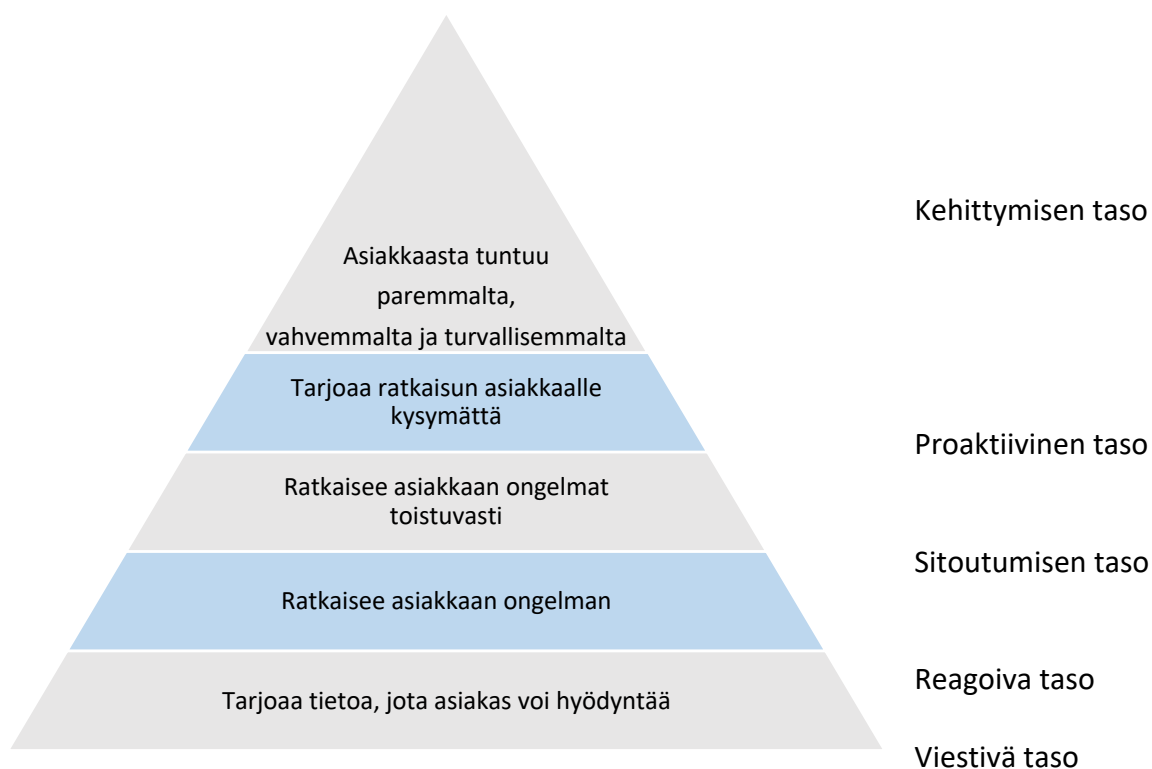 Kehittymisen taso
Asiakkaasta tuntuu
paremmalta,
vahvemmalta ja turvallisemmalta
Tarjoaa ratkaisun asiakkaalle
kysymättä
Proaktiivinen taso
Ratkaisee asiakkaan ongelmat
toistuvasti
Sitoutumisen taso
Ratkaisee asiakkaan ongelman
Reagoiva taso
Tarjoaa tietoa, jota asiakas voi hyödyntää
Viestivä taso